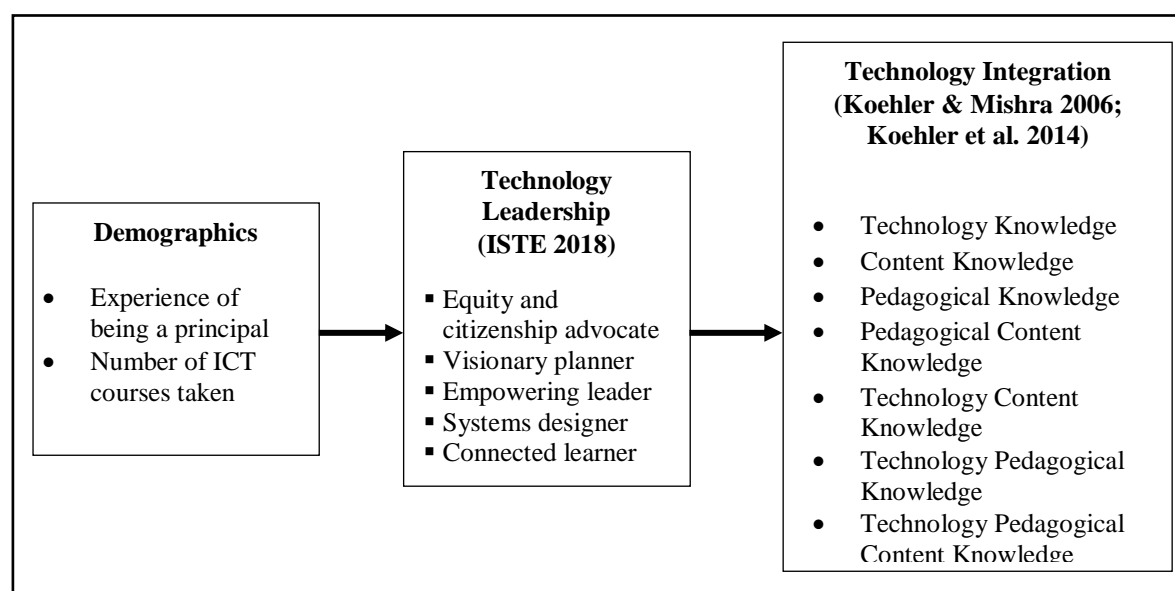 Demographics
• Experience of
being a principal
• Number of ICT
courses taken
Technology
Leadership
(ISTE 2018)
▪ Equity and
citizenship advocate
▪ Visionary planner
▪ Empowering leader
▪ Systems designer
▪ Connected learner
Technology Integration
(Koehler & Mishra 2006;
Koehler et al. 2014)
• Technology Knowledge
• Content Knowledge
• Pedagogical Knowledge
• Pedagogical Content
Knowledge
• Technology Content
Knowledge
• Technology Pedagogical
Knowledge
• Technology Pedagogical
Content Knowledge